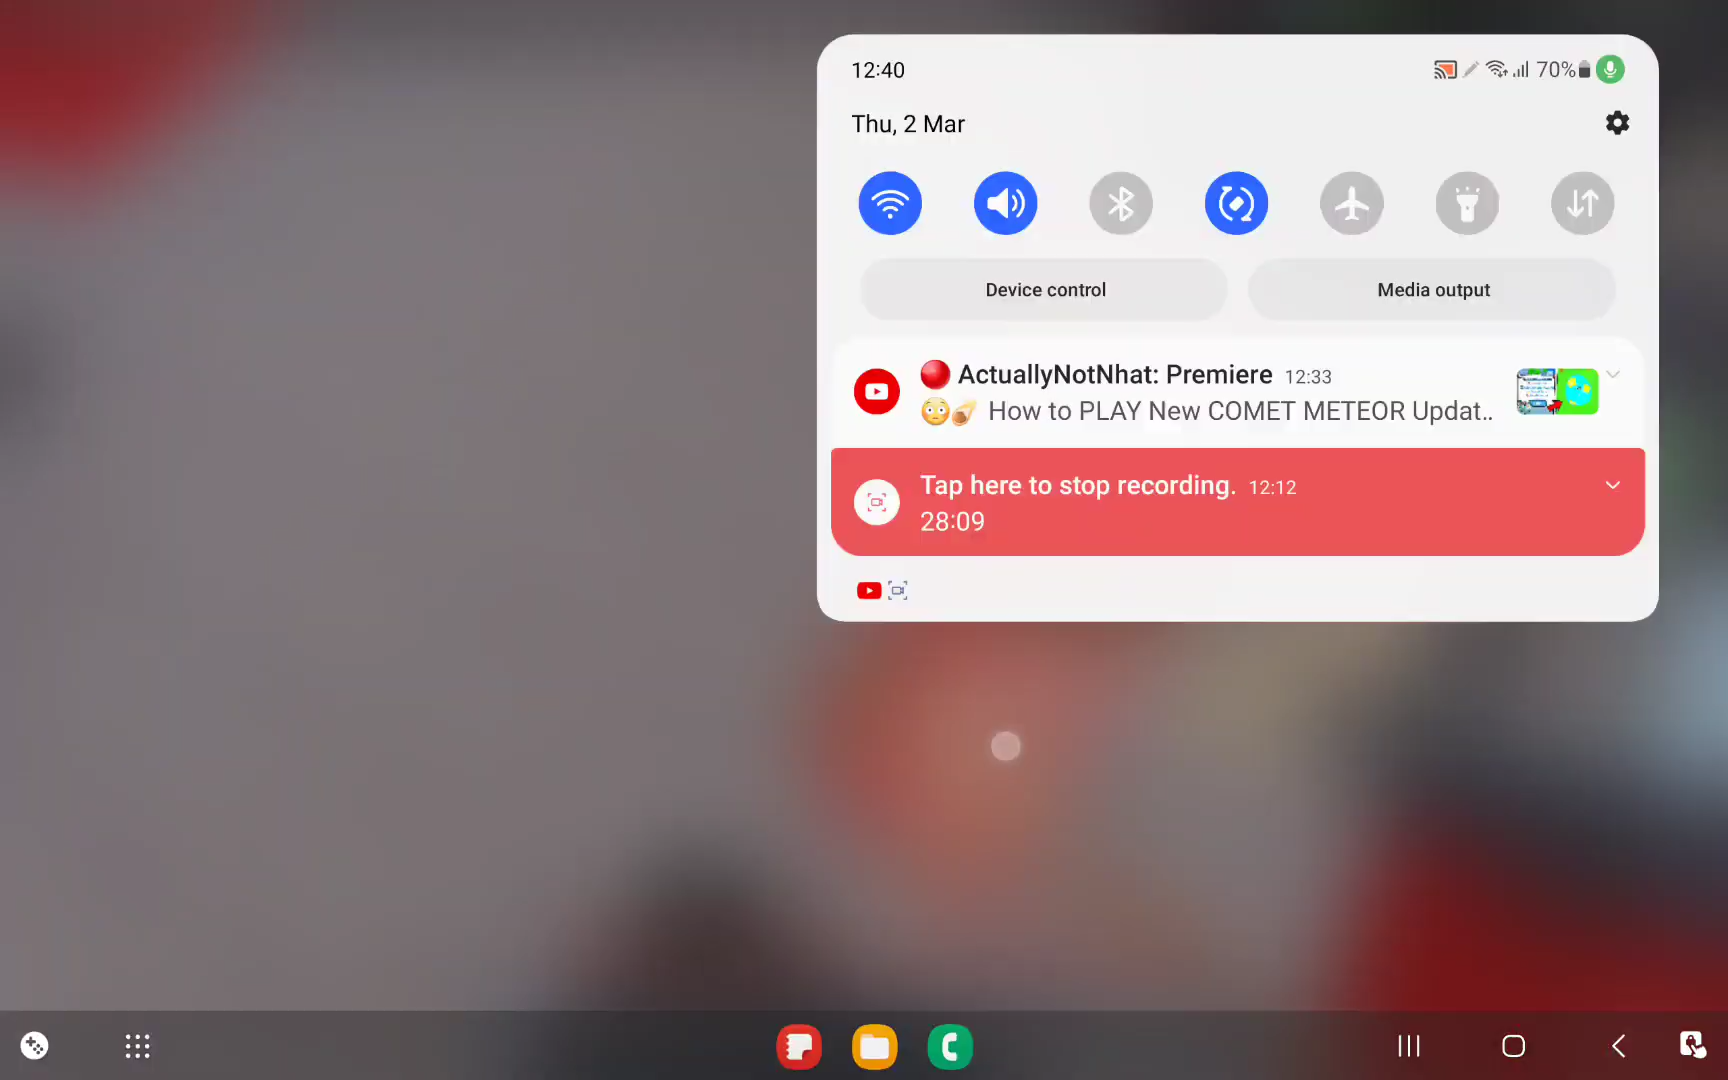 12:40
70%
Thu, 2 Mar
Device control
Media output
ActuallyNotNhat: Premiere 12:33
How to PLAY New COMET METEOR Updat..
Tap here to stop recording. 12:12
28:09